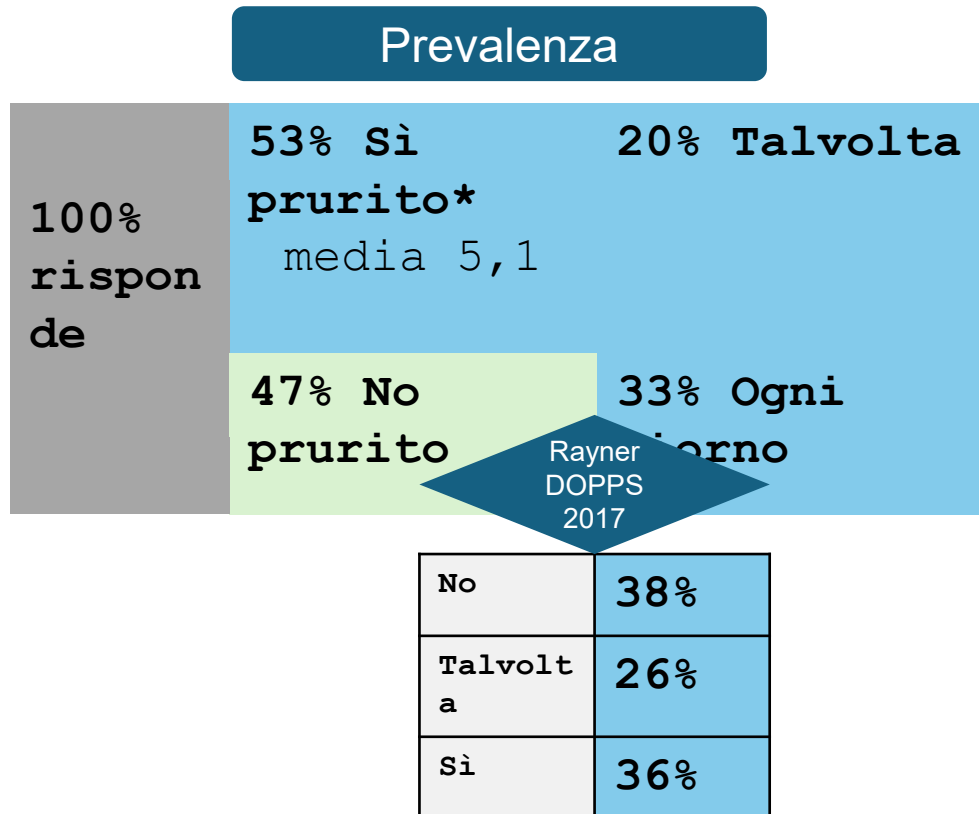 Prevalenza
100%
rispon
de
53% Sì
prurito*
media 5,1
20% Talvolta
47% No
prurito
33% Ogni
iorno
Rayner
DOPPS
2017
No
38%
Talvolt
a
26%
Sì
36%